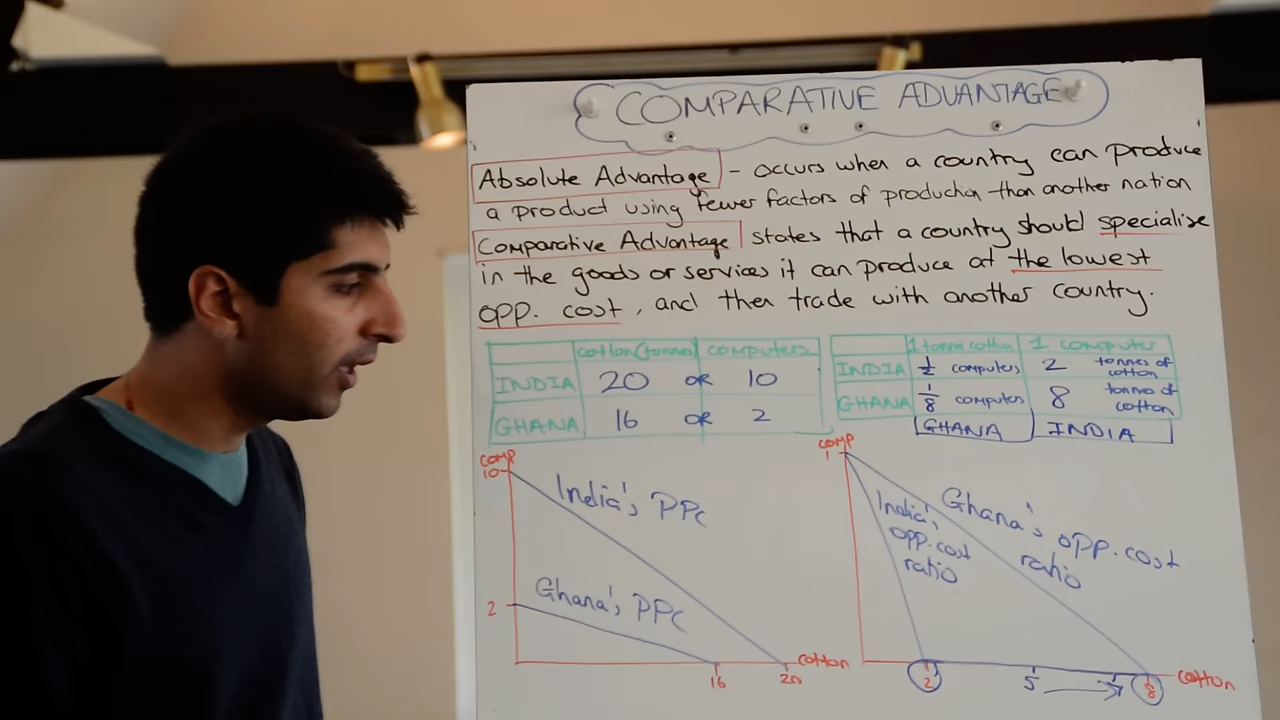 COMPARATIVE ADVANTAGE
Absolute Advantage - occurs when a country can produce
a product using fewer factors of production than another nation
Comparative Advantage states that a country should specialise
in the goods or services it can produce at the lowest
opp. cost, and then trade with another country.
cotton (tonnes) computers
INDIA 20 OR 10
GHANA 16 OR 2
1 tonne cotton 1 computer
INDIA 1/2 computers 2 tonnes of cotton
GHANA 1/8 computer 8 tonnes of cotton
GHANA INDIA
comp
10
India's PPC
Ghana's PPC
2
16 20 cotton
comp
1
India's opp. cost ratio
Ghana's opp. cost ratio
2 5 8 cotton